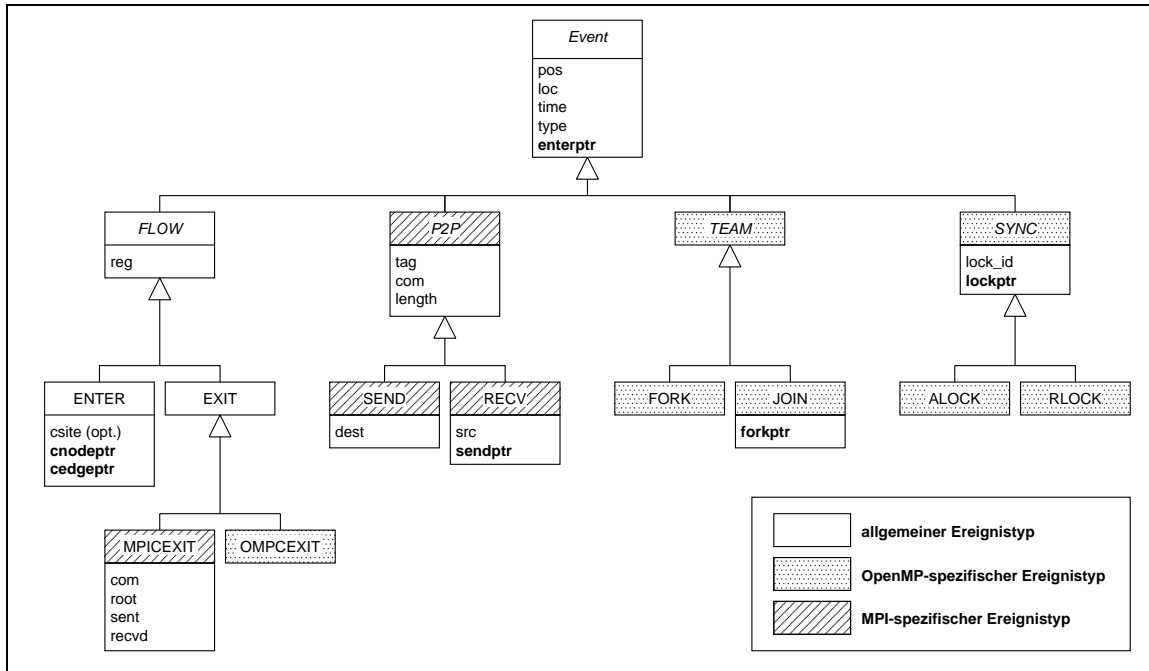 Event
pos
loc
time
type
enterptr
FLOW
reg
P2P
tag
com
length
TEAM
SYNC
lock_id
lockptr
ENTER
csite (opt.)
cnodeptr
cedgeptr
EXIT
SEND
dest
RECV
src
sendptr
FORK
JOIN
forkptr
ALOCK
RLOCK
MPICEXIT
com
root
sent
recvd
OMPCEXIT
allgemeiner Ereignistyp
OpenMP-spezifischer Ereignistyp
MPI-spezifischer Ereignistyp